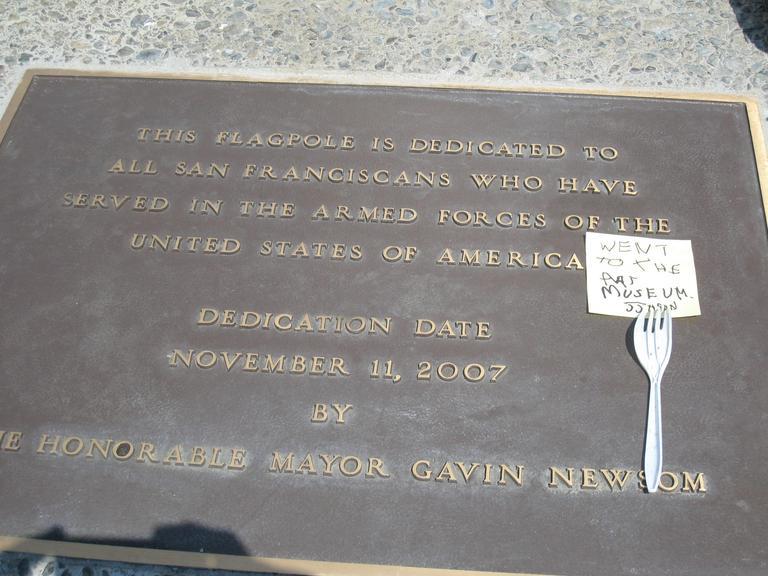 THIS FLAGPOLE IS DEDICATED TO
ALL SAN FRANCISCANS WHO HAVE
SERVED IN THE ARMED FORCES OF THE
UNITED STATES OF AMERICA
DEDICATION DATE
NOVEMBER 11, 2007
BY
HE HONORABLE MAYOR GAVIN NEWSOM
WENT
TO THE
ART
MUSEUM.